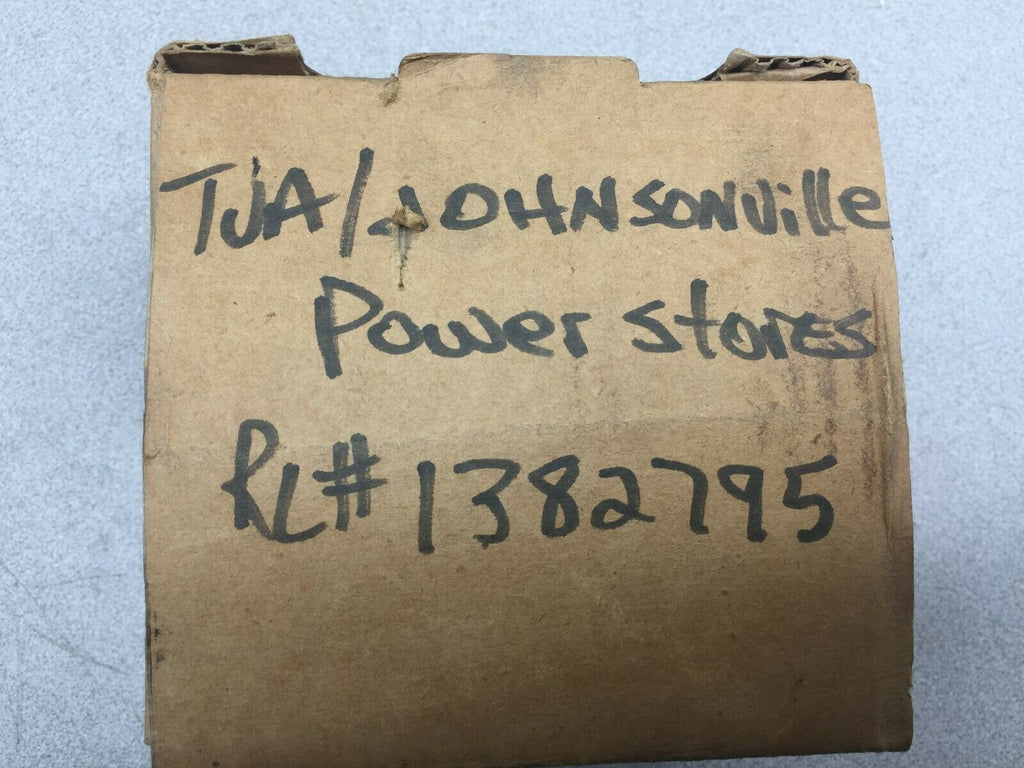 TVA/JOHNSONVille
Power stores
RL# 1382795